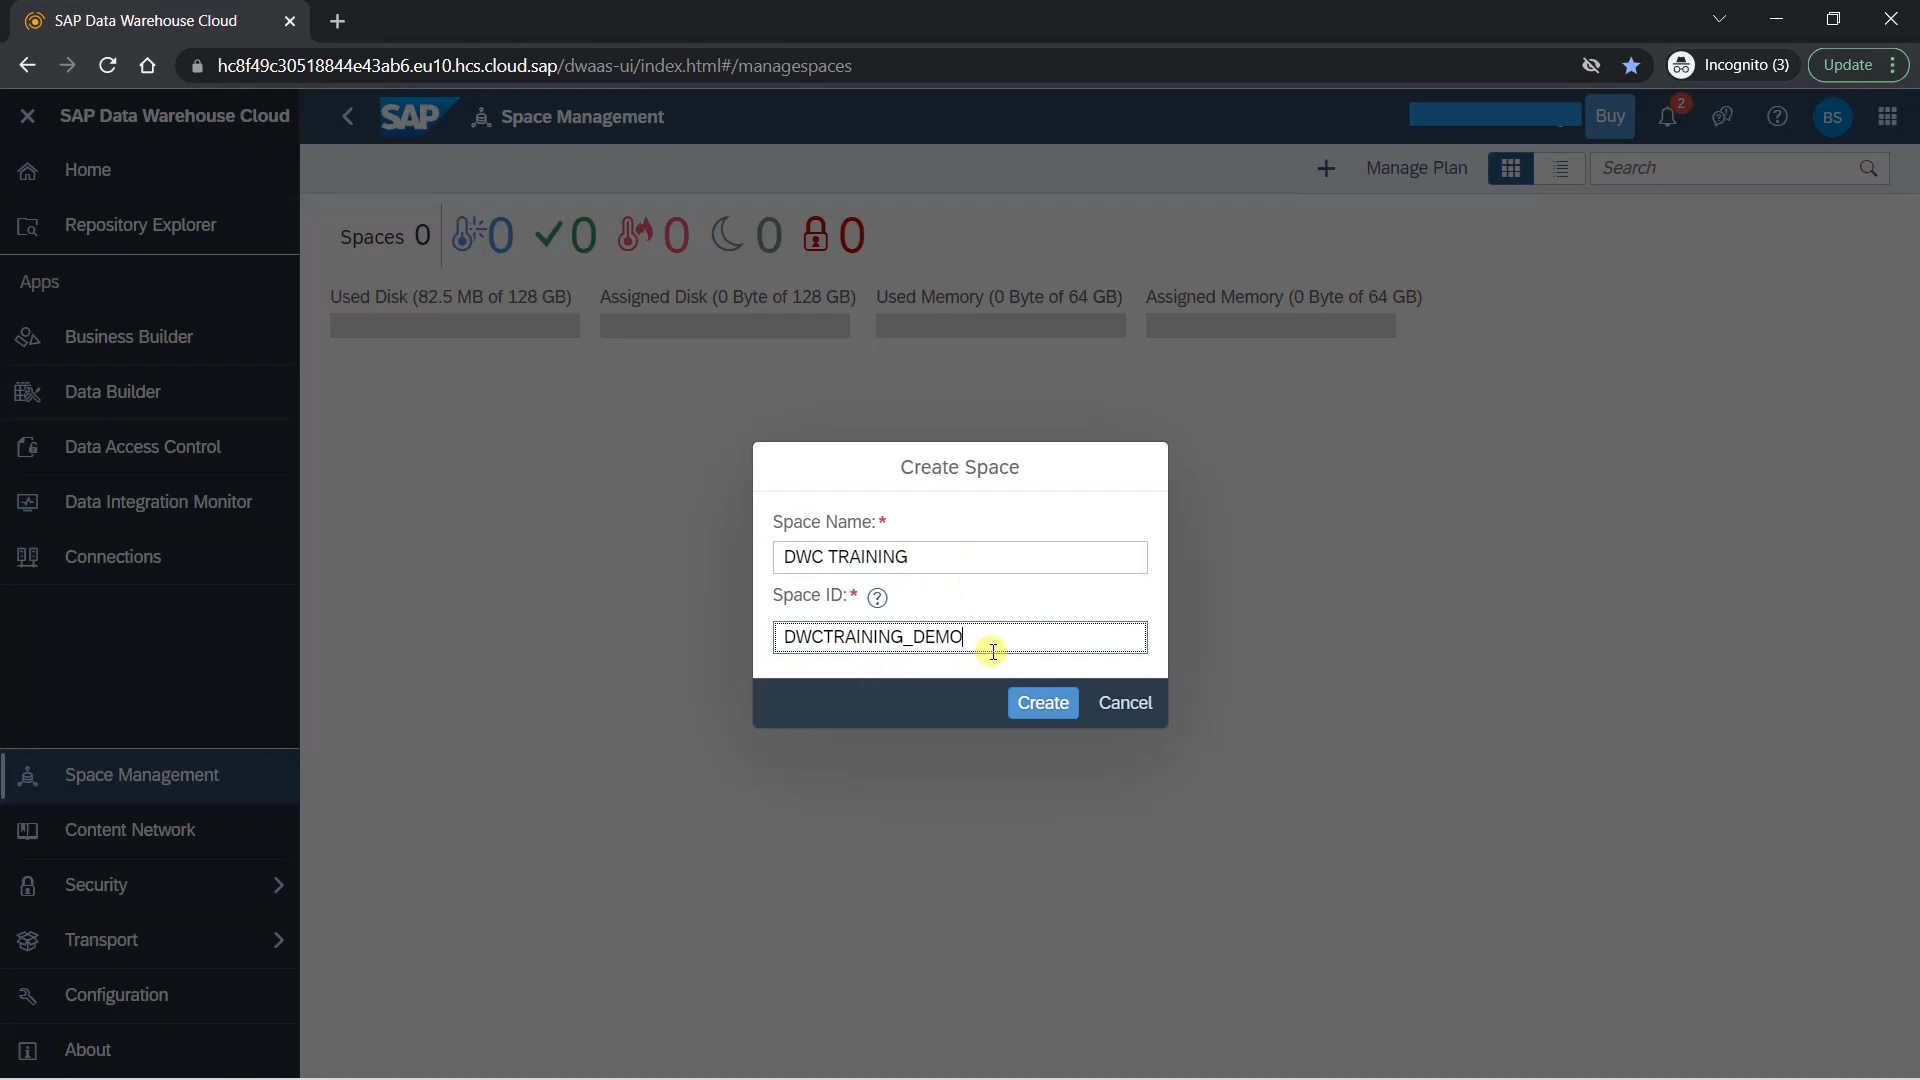 SAP Data Warehouse Cloud
hc8f49c30518844e43ab6.eu10.hcs.cloud.sap/dwaas-ui/index.html#/managespaces
Incognito (3)
Update
SAP Data Warehouse Cloud
SAP
Space Management
Buy
2
BS
Home
Manage Plan
Search
Repository Explorer
Spaces 0 0 0 0 0 0
Apps
Used Disk (82.5 MB of 128 GB)
Assigned Disk (0 Byte of 128 GB)
Used Memory (0 Byte of 64 GB)
Assigned Memory (0 Byte of 64 GB)
Business Builder
Data Builder
Data Access Control
Data Integration Monitor
Connections
Create Space
Space Name:*
DWC TRAINING
Space ID:*
DWCTRAINING_DEMO
Create
Cancel
Space Management
Content Network
Security
Transport
Configuration
About